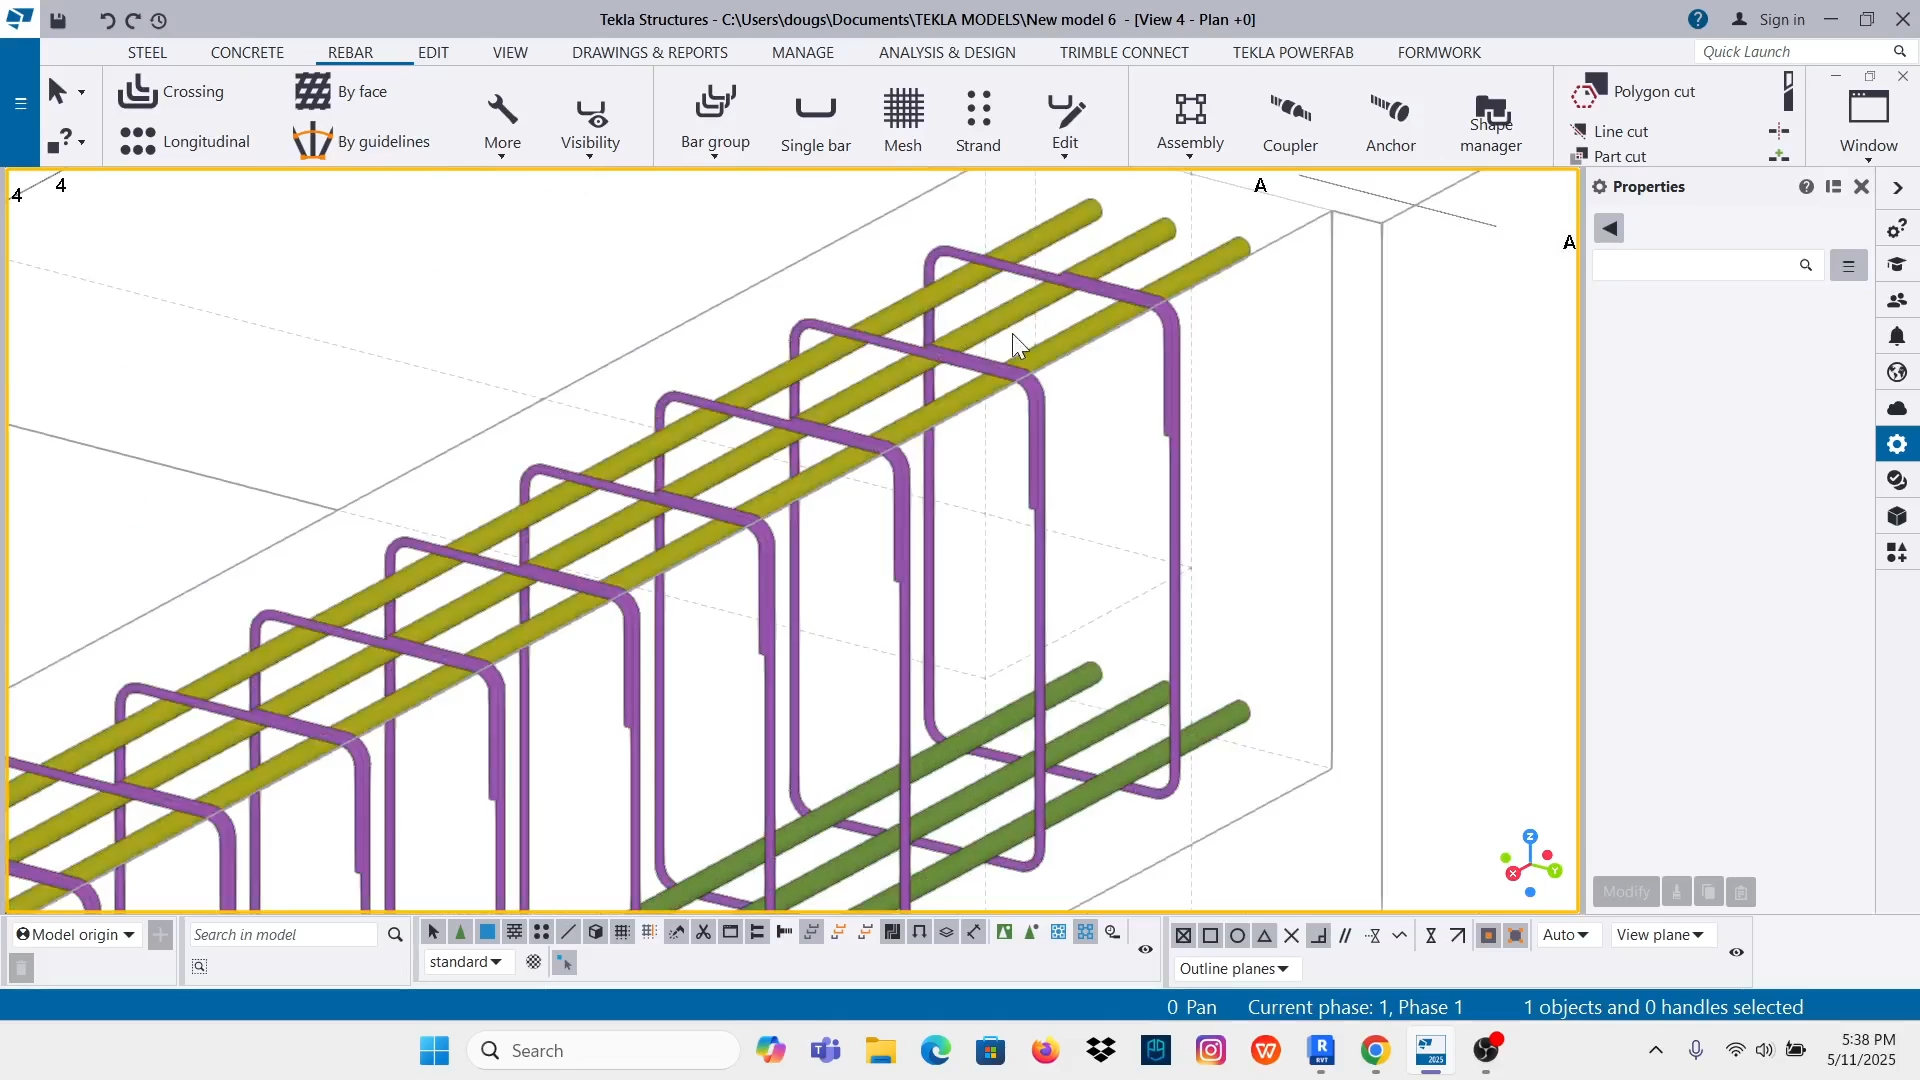 Tekla Structures - C:\Users\dougs\Documents\TEKLA MODELS\New model 6 - [View 4 - Plan +0]
Sign in
STEEL CONCRETE REBAR EDIT VIEW DRAWINGS & REPORTS MANAGE ANALYSIS & DESIGN TRIMBLE CONNECT TEKLA POWERFAB FORMWORK
Quick Launch
Crossing
By face
Longitudinal
By guidelines
More
Visibility
Bar group
Single bar
Mesh
Strand
Edit
Assembly
Coupler
Anchor
Shape
manager
Polygon cut
Line cut
Part cut
Window
4
4
A
A
Properties
Modify
Z
X
Y
Model origin
Search in model
standard
Auto
View plane
Outline planes
0 Pan Current phase: 1, Phase 1 1 objects and 0 handles selected
Search
R
RVT
2025
5:38 PM
5/11/2025